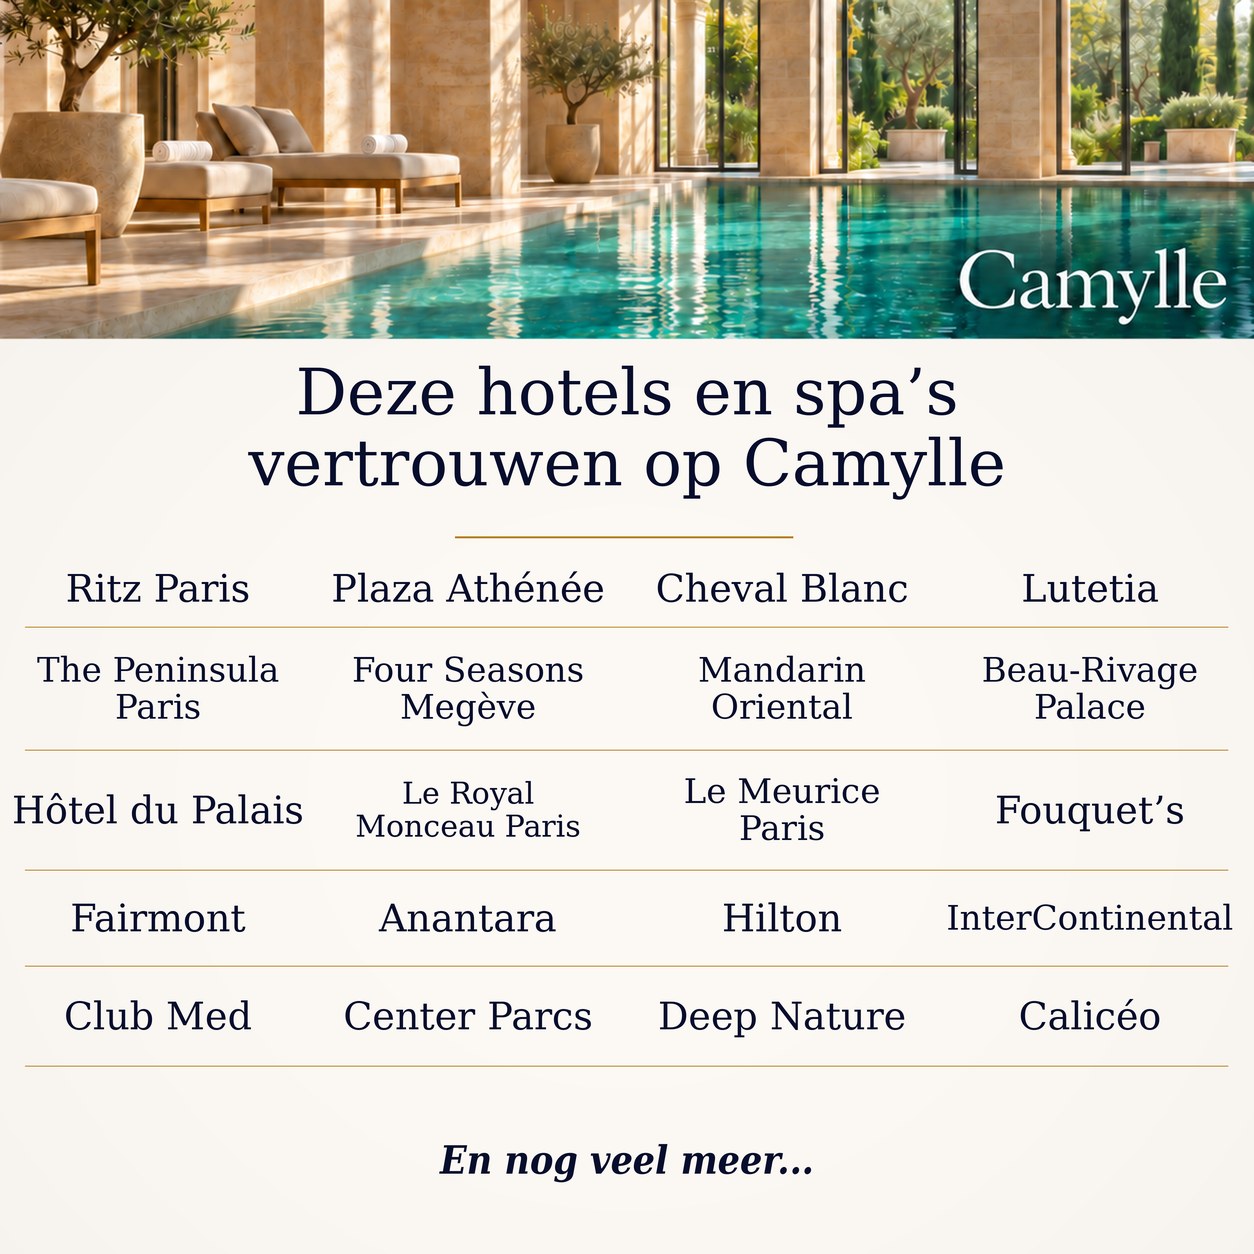 Camylle
Deze hotels en spa’s
vertrouwen op Camylle
Ritz Paris
Plaza Athénée
Cheval Blanc
Lutetia
The Peninsula
Paris
Four Seasons
Megève
Mandarin
Oriental
Beau-Rivage
Palace
Hôtel du Palais
Le Royal
Monceau Paris
Le Meurice
Paris
Fouquet’s
Fairmont
Anantara
Hilton
InterContinental
Club Med
Center Parcs
Deep Nature
Calicéo
En nog veel meer...